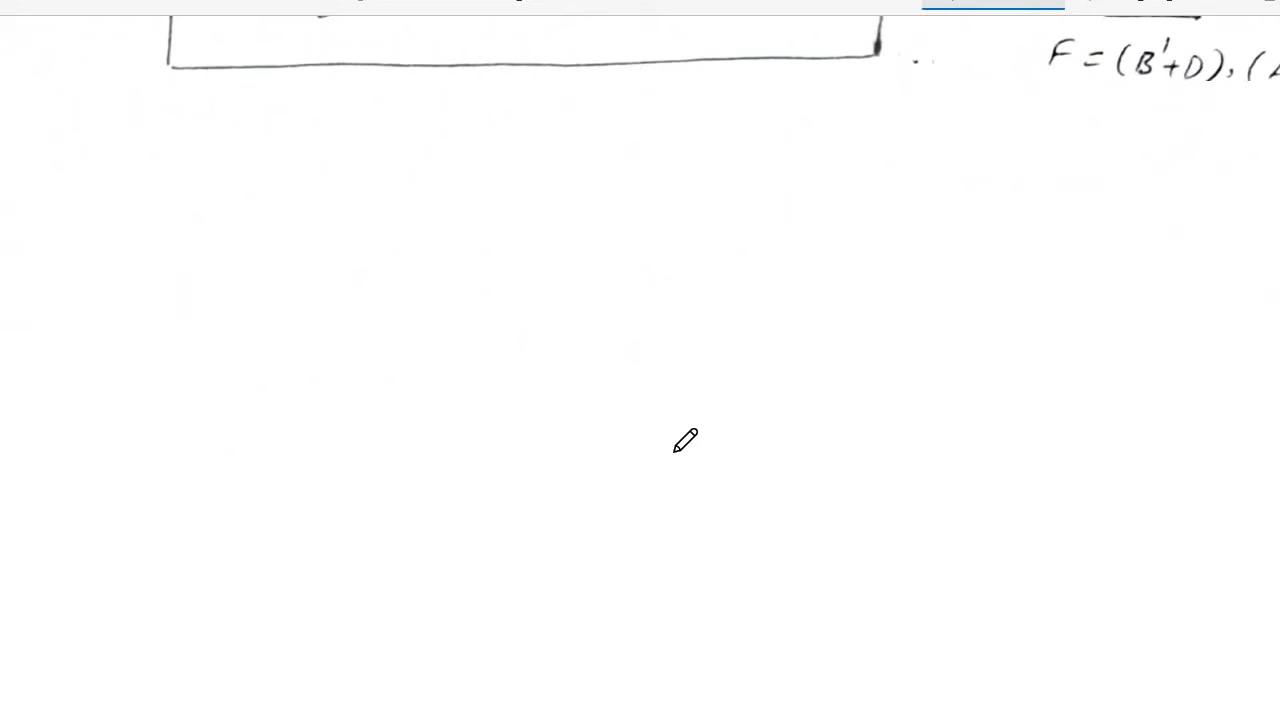 F = (B'+D).(